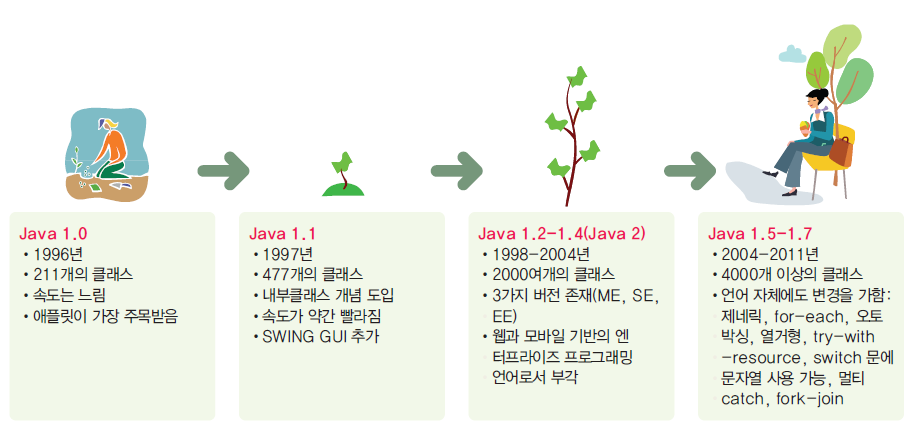 Java 1.0
• 1996년
• 211개의 클래스
• 속도는 느림
• 애플릿이 가장 주목받음
Java 1.1
• 1997년
• 477개의 클래스
• 내부클래스 개념 도입
• 속도가 약간 빨라짐
• SWING GUI 추가
Java 1.2-1.4(Java 2)
• 1998-2004년
• 2000여개의 클래스
• 3가지 버전 존재(ME, SE,
EE)
• 웹과 모바일 기반의 엔
터프라이즈 프로그래밍
언어로서 부각
Java 1.5-1.7
• 2004-2011년
• 4000개 이상의 클래스
• 언어 자체에도 변경을 가함:
제네릭, for-each, 오토
박싱, 열거형, try-with
-resource, switch 문에
문자열 사용 가능, 멀티
catch, fork-join